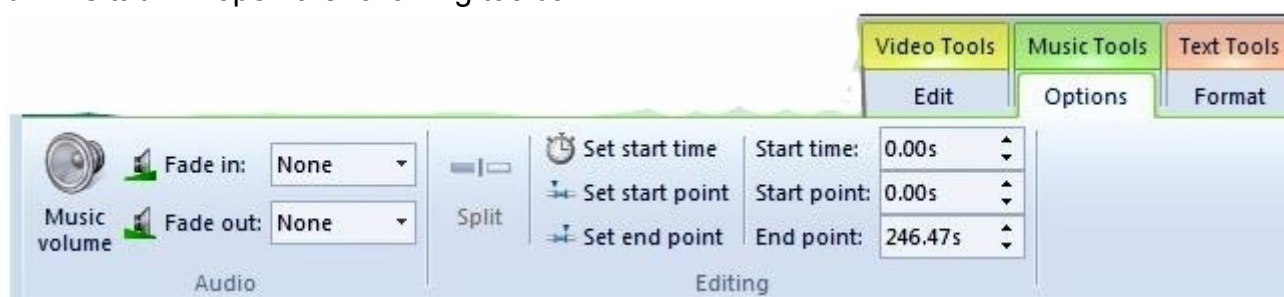 Video Tools Music Tools Text Tools
Edit Options Format
Fade in: None Set start time Start time: 0.00s
Set start point Start point: 0.00s
Music volume Fade out: None Split Set end point End point: 246.47s
Audio Editing